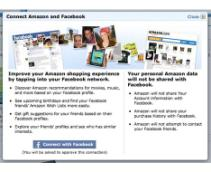 Connect Amazon and Facebook
Close
Improve your Amazon shopping experience
by tapping into your Facebook network.
Discover Amazon recommendations for movies, music,
and more based on your Facebook profile.
See upcoming birthdays and find your Facebook
friends' Amazon Wish Lists more easily.
Get gift suggestions for your friends based on their
Facebook profiles.
Explore your friends' profiles and see who has similar
interests.
Your personal Amazon data
will not be shared with
Facebook.
Amazon will not share your
Account information with
Facebook.
Amazon will not share your
purchase history with Facebook.
Amazon will not attempt to contact
your Facebook friends.
Connect with Facebook
(You will be asked to approve this connection)